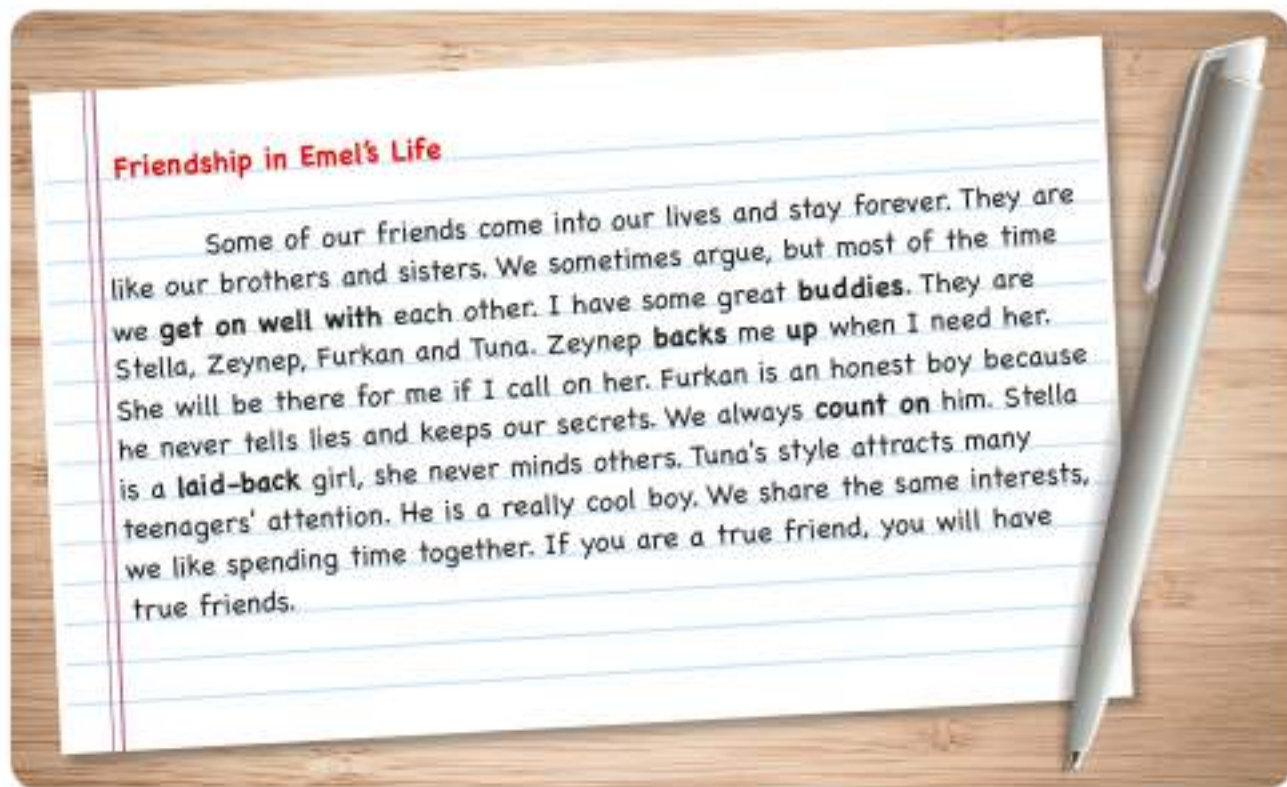 Friendship in Emel's Life
Some of our friends come into our lives and stay forever. They are
like our brothers and sisters. We sometimes argue, but most of the time
we get on well with each other. I have some great buddies. They are
Stella, Zeynep, Furkan and Tuna. Zeynep backs me up when I need her.
She will be there for me if I call on her. Furkan is an honest boy because
he never tells lies and keeps our secrets. We always count on him. Stella
is a laid-back girl, she never minds others. Tuna's style attracts many
teenagers' attention. He is a really cool boy. We share the same interests,
we like spending time together. If you are a true friend, you will have
true friends.